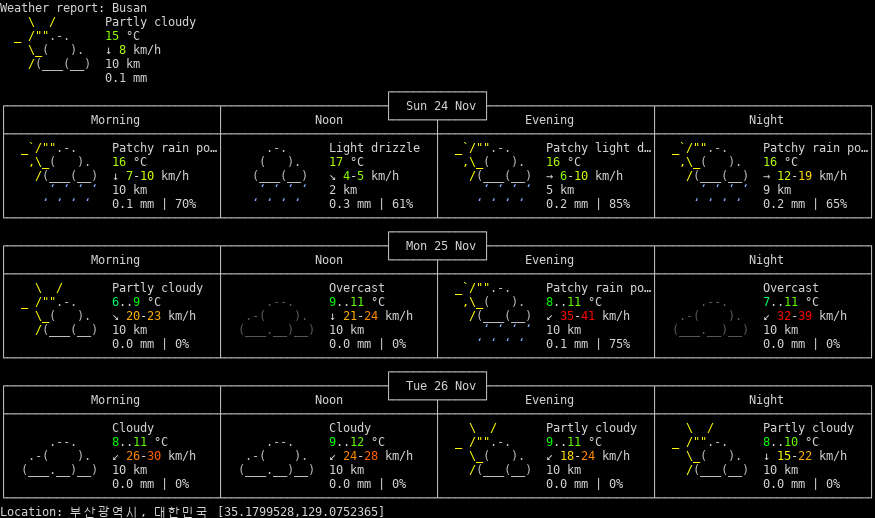 Weather report: Busan
Partly cloudy
15 °C
↓ 8 km/h
10 km
0.1 mm
Sun 24 Nov
Morning Noon Evening Night
Patchy rain po… Light drizzle Patchy light d… Patchy rain po…
16 °C 17 °C 16 °C 16 °C
↓ 7-10 km/h ↘ 4-5 km/h → 6-10 km/h → 12-19 km/h
10 km 2 km 5 km 9 km
0.1 mm | 70% 0.3 mm | 61% 0.2 mm | 85% 0.2 mm | 65%
Mon 25 Nov
Morning Noon Evening Night
Partly cloudy Overcast Patchy rain po… Overcast
6..9 °C 9..11 °C 8..11 °C 7..11 °C
↘ 20-23 km/h ↓ 21-24 km/h ↙ 35-41 km/h ↙ 32-39 km/h
10 km 10 km 10 km 10 km
0.0 mm | 0% 0.0 mm | 0% 0.1 mm | 75% 0.0 mm | 0%
Tue 26 Nov
Morning Noon Evening Night
Cloudy Cloudy Partly cloudy Partly cloudy
8..11 °C 9..12 °C 9..11 °C 8..10 °C
↙ 26-30 km/h ↙ 24-28 km/h ↙ 18-24 km/h ↓ 15-22 km/h
10 km 10 km 10 km 10 km
0.0 mm | 0% 0.0 mm | 0% 0.0 mm | 0% 0.0 mm | 0%
Location: 부산광역시, 대한민국 [35.1799528,129.0752365]